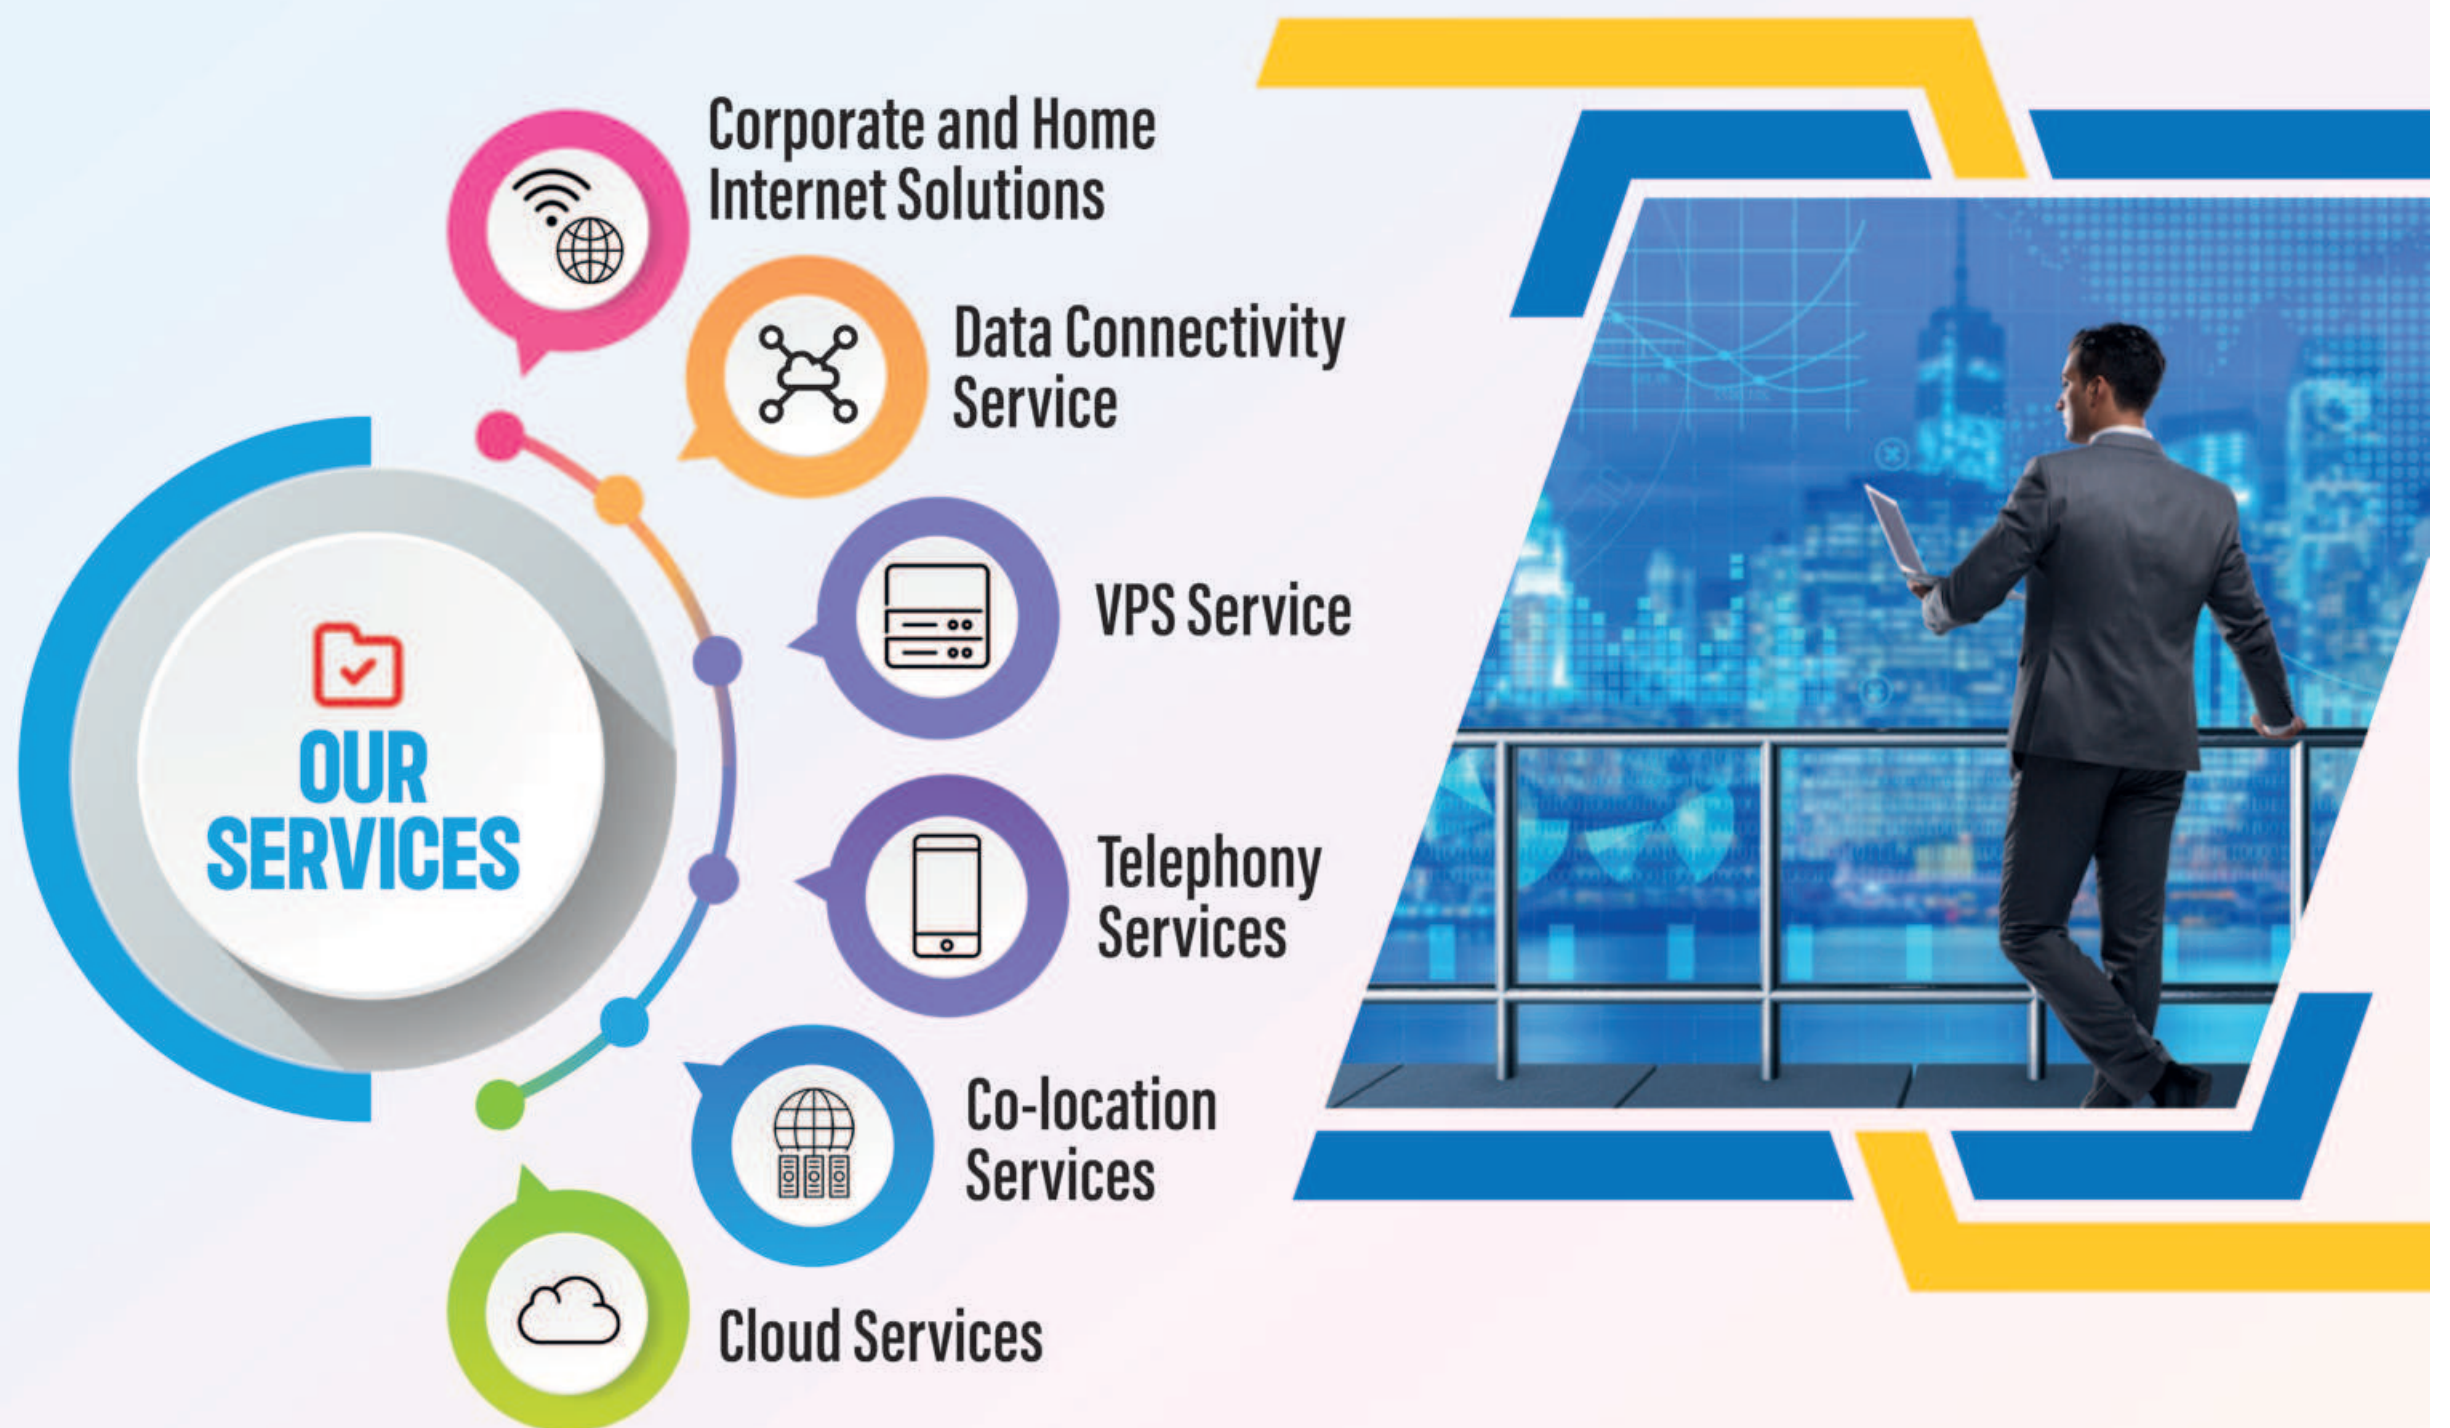 OUR
SERVICES
Corporate and Home
Internet Solutions
Data Connectivity
Service
VPS Service
Telephony
Services
Co-location
Services
Cloud Services